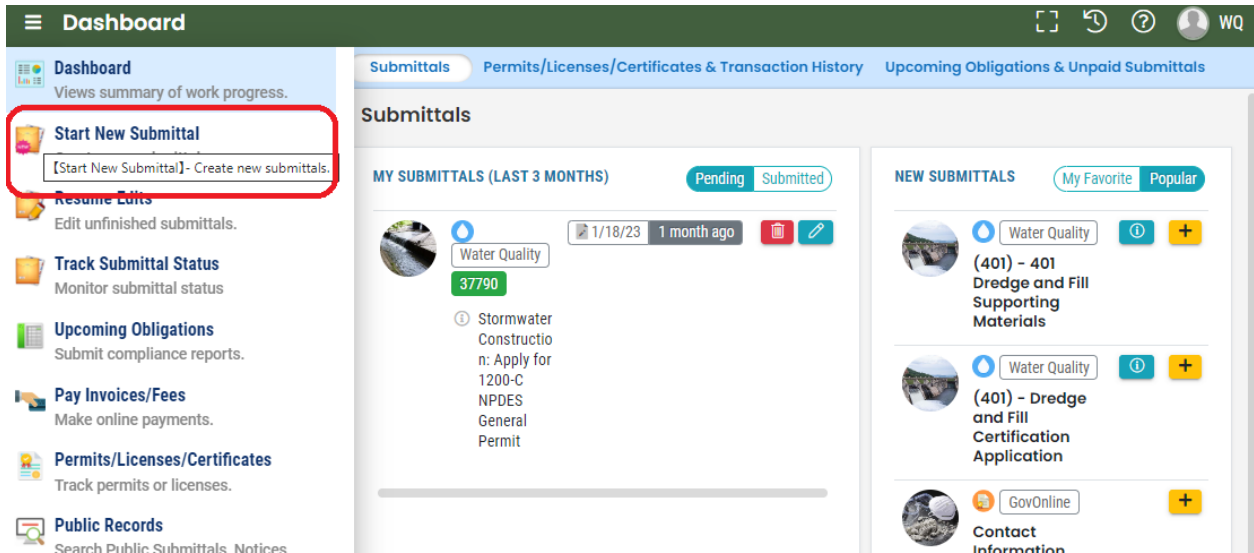 Dashboard
WQ
Dashboard
Views summary of work progress.
Start New Submittal
【Start New Submittal】- Create new submittals.
Resume Edits
Edit unfinished submittals.
Track Submittal Status
Monitor submittal status
Upcoming Obligations
Submit compliance reports.
Pay Invoices/Fees
Make online payments.
Permits/Licenses/Certificates
Track permits or licenses.
Public Records
Search Public Submittals, Notices
Submittals
Permits/Licenses/Certificates & Transaction History
Upcoming Obligations & Unpaid Submittals
Submittals
MY SUBMITTALS (LAST 3 MONTHS)
Pending Submitted
Water Quality
1/18/23 1 month ago
37790
Stormwater
Constructio
n: Apply for
1200-C
NPDES
General
Permit
NEW SUBMITTALS
My Favorite Popular
Water Quality
(401) - 401
Dredge and Fill
Supporting
Materials
Water Quality
(401) - Dredge
and Fill
Certification
Application
GovOnline
Contact
Information